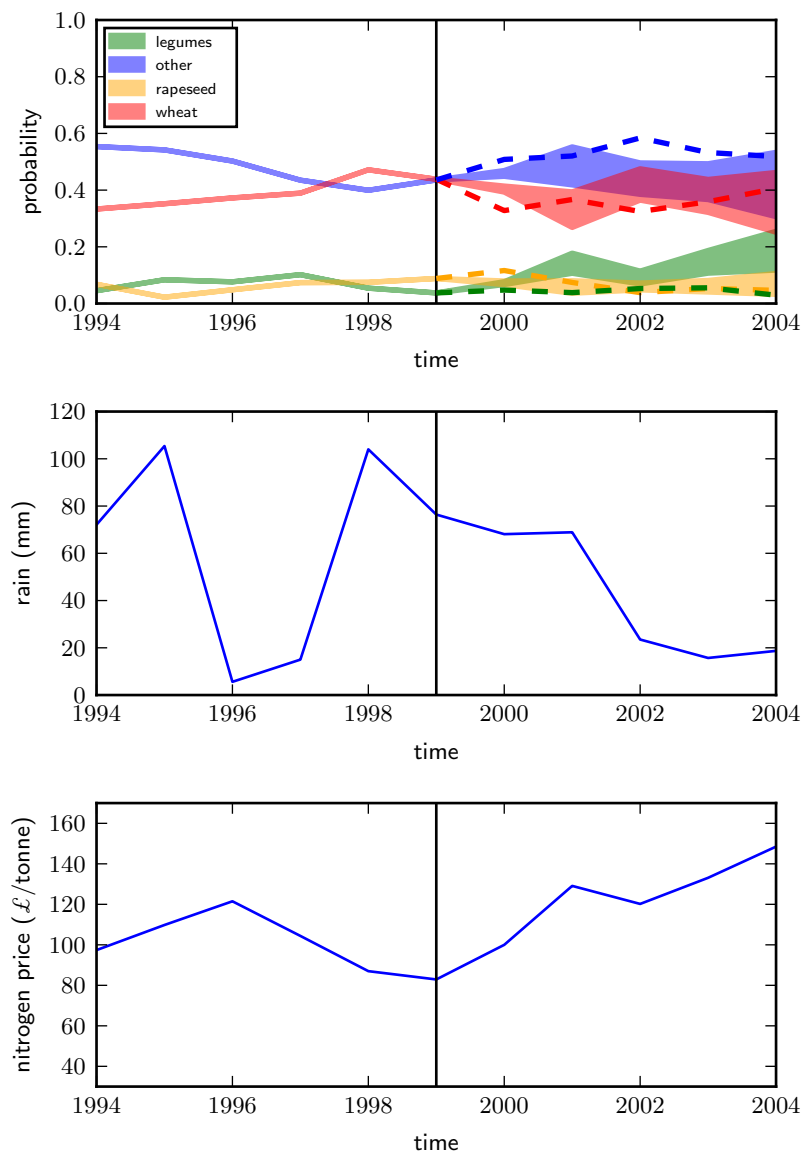 1.0
0.8
0.6
0.4
0.2
0.0
probability
legumes
other
rapeseed
wheat
1994 1996 1998 2000 2002 2004
time
120
100
80
60
40
20
0
rain (mm)
1994 1996 1998 2000 2002 2004
time
160
140
120
100
80
60
40
nitrogen price (£/tonne)
1994 1996 1998 2000 2002 2004
time